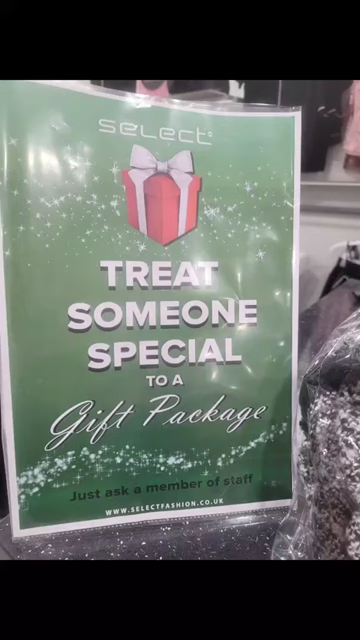 select
TREAT
SOMEONE
SPECIAL
TO A
Gift Package
Just ask a member of staff
WWW.SELECTFASHION.CO.UK